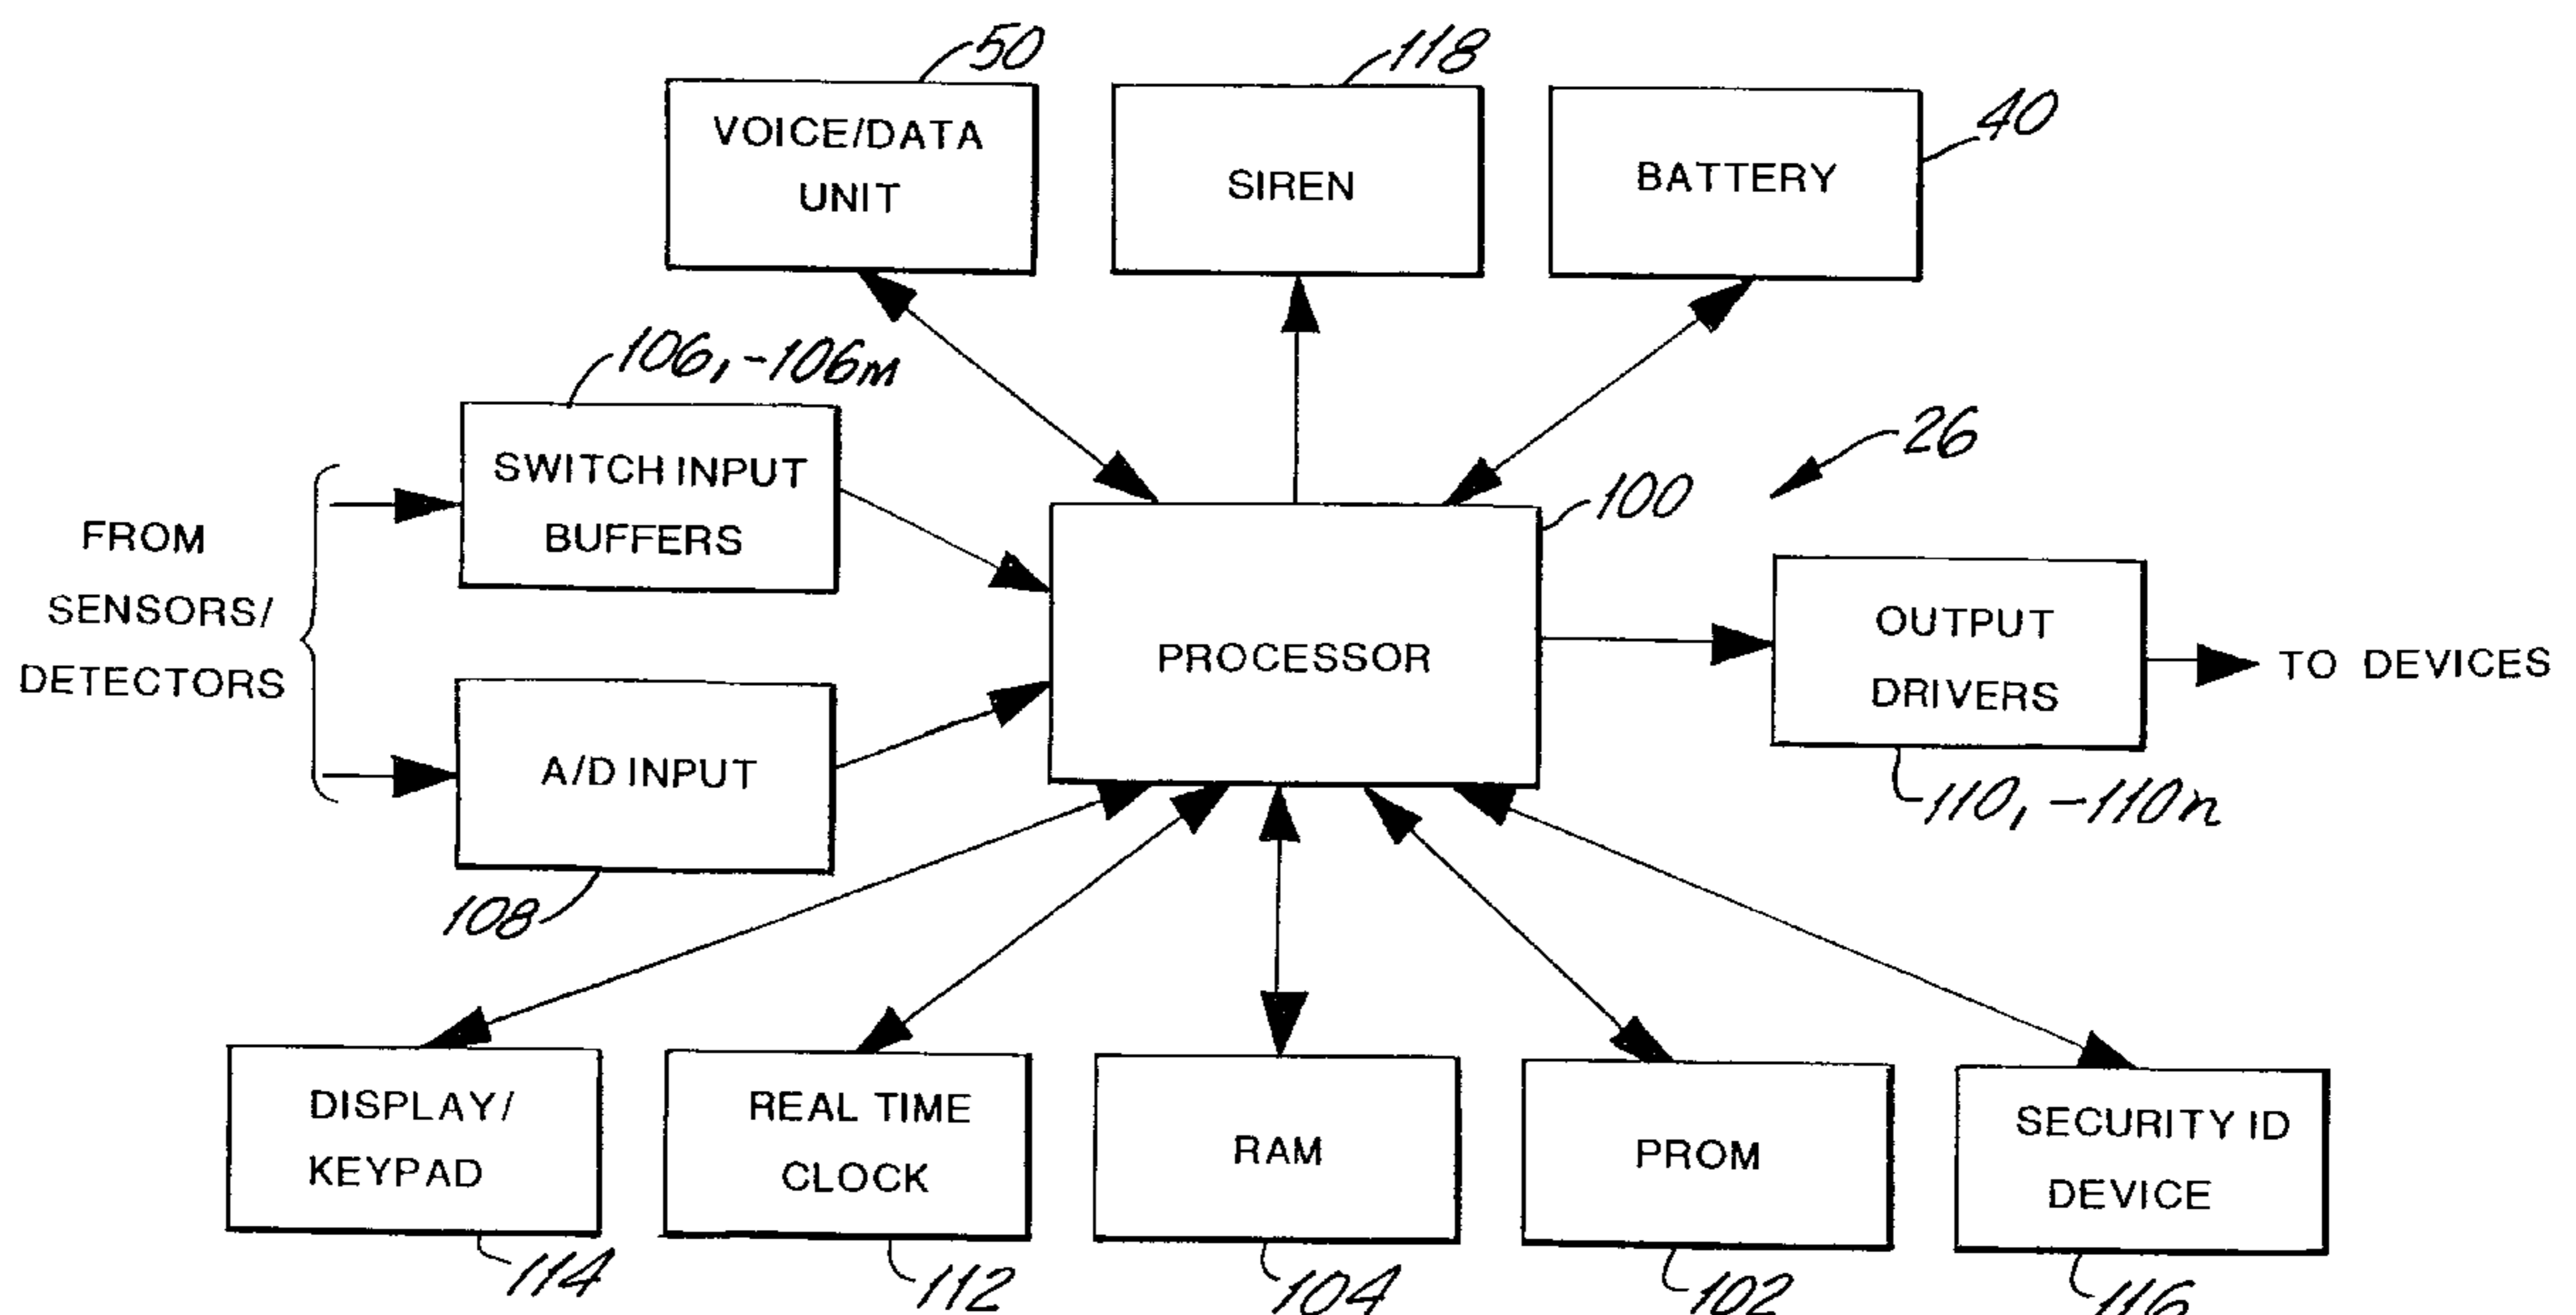 50
118
40
VOICE/DATA
UNIT
SIREN
BATTERY
106, -106m
26
100
SWITCH INPUT
BUFFERS
FROM
SENSORS/
DETECTORS
PROCESSOR
OUTPUT
DRIVERS
TO DEVICES
A/D INPUT
110, -110n
108
DISPLAY/
KEYPAD
REAL TIME
CLOCK
RAM
PROM
SECURITY ID
DEVICE
114
112
104
102
116